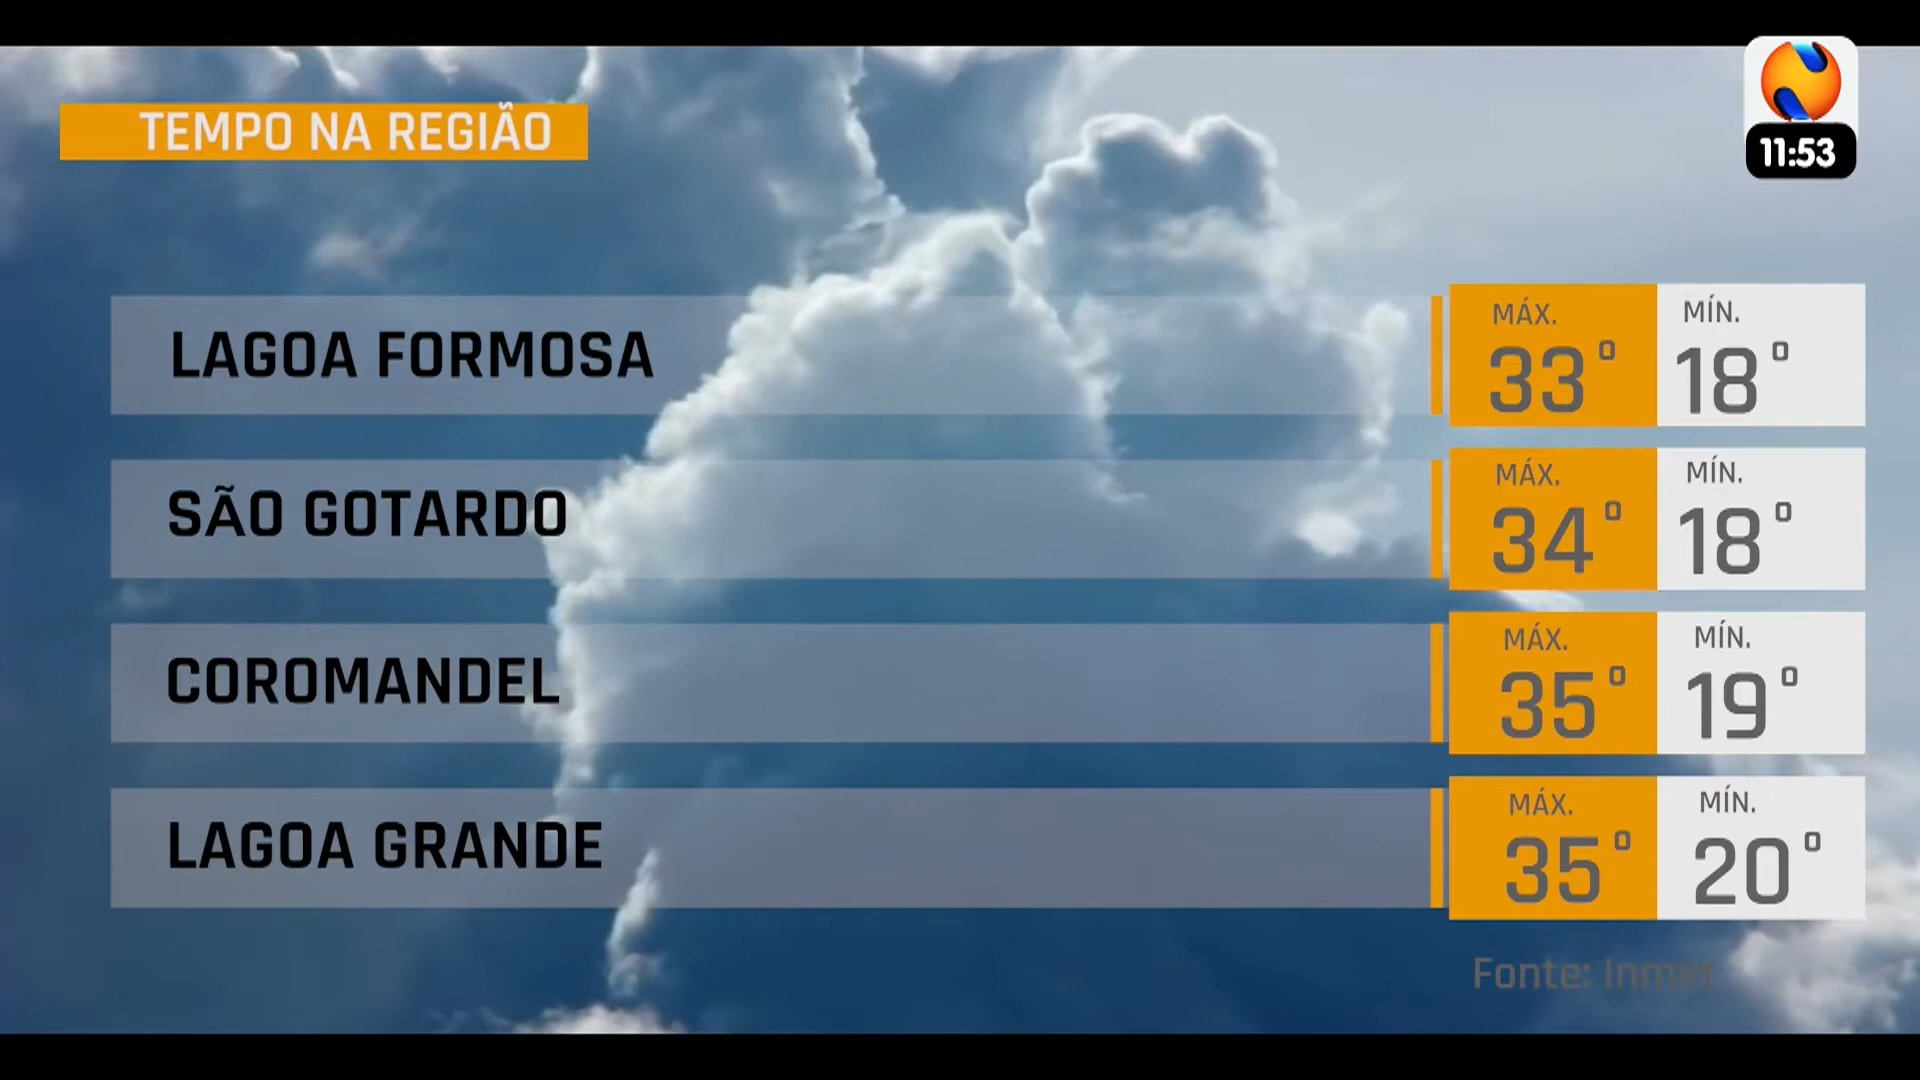 TEMPO NA REGIÃO
11:53
LAGOA FORMOSA
MÁX.
33°
MÍN.
18°
SÃO GOTARDO
MÁX.
34°
MÍN.
18°
COROMANDEL
MÁX.
35°
MÍN.
19°
LAGOA GRANDE
MÁX.
35°
MÍN.
20°
Fonte: Inmet